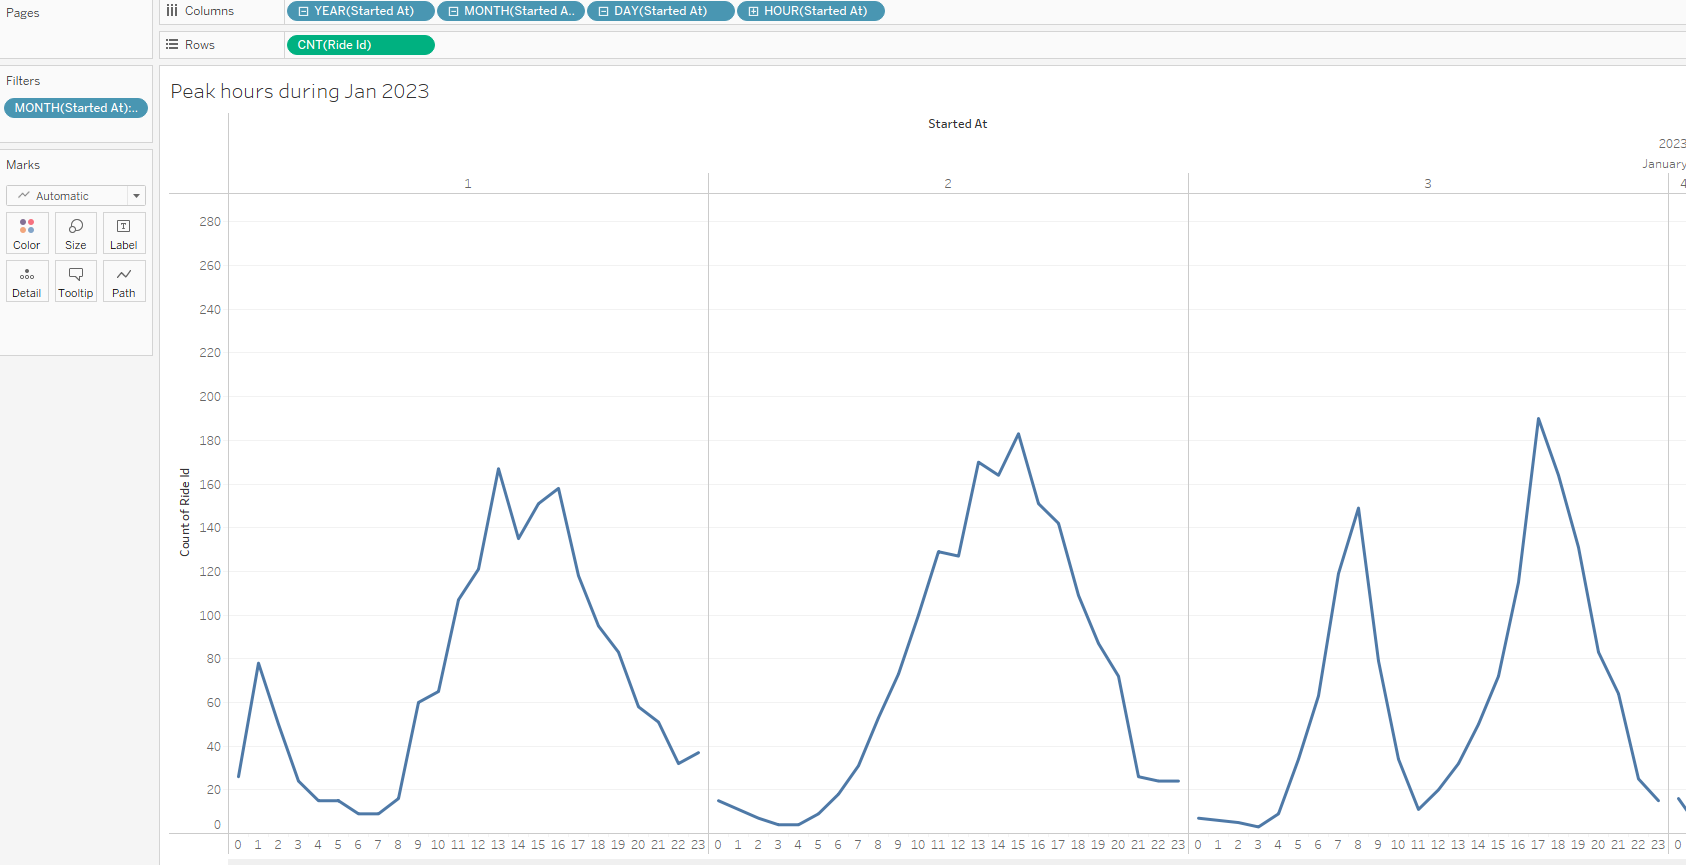 Pages
Columns YEAR(Started At) MONTH(Started A.. DAY(Started At) HOUR(Started At)
Rows CNT(Ride Id)
Filters
MONTH(Started At):..
Marks
Automatic
Color Size Label
Detail Tooltip Path
Peak hours during Jan 2023
Started At
2023
January
1 2 3 4
280
260
240
220
200
180
160
140
120
100
80
60
40
20
0
Count of Ride Id
0 1 2 3 4 5 6 7 8 9 10 11 12 13 14 15 16 17 18 19 20 21 22 23 0 1 2 3 4 5 6 7 8 9 10 11 12 13 14 15 16 17 18 19 20 21 22 23 0 1 2 3 4 5 6 7 8 9 10 11 12 13 14 15 16 17 18 19 20 21 22 23 0